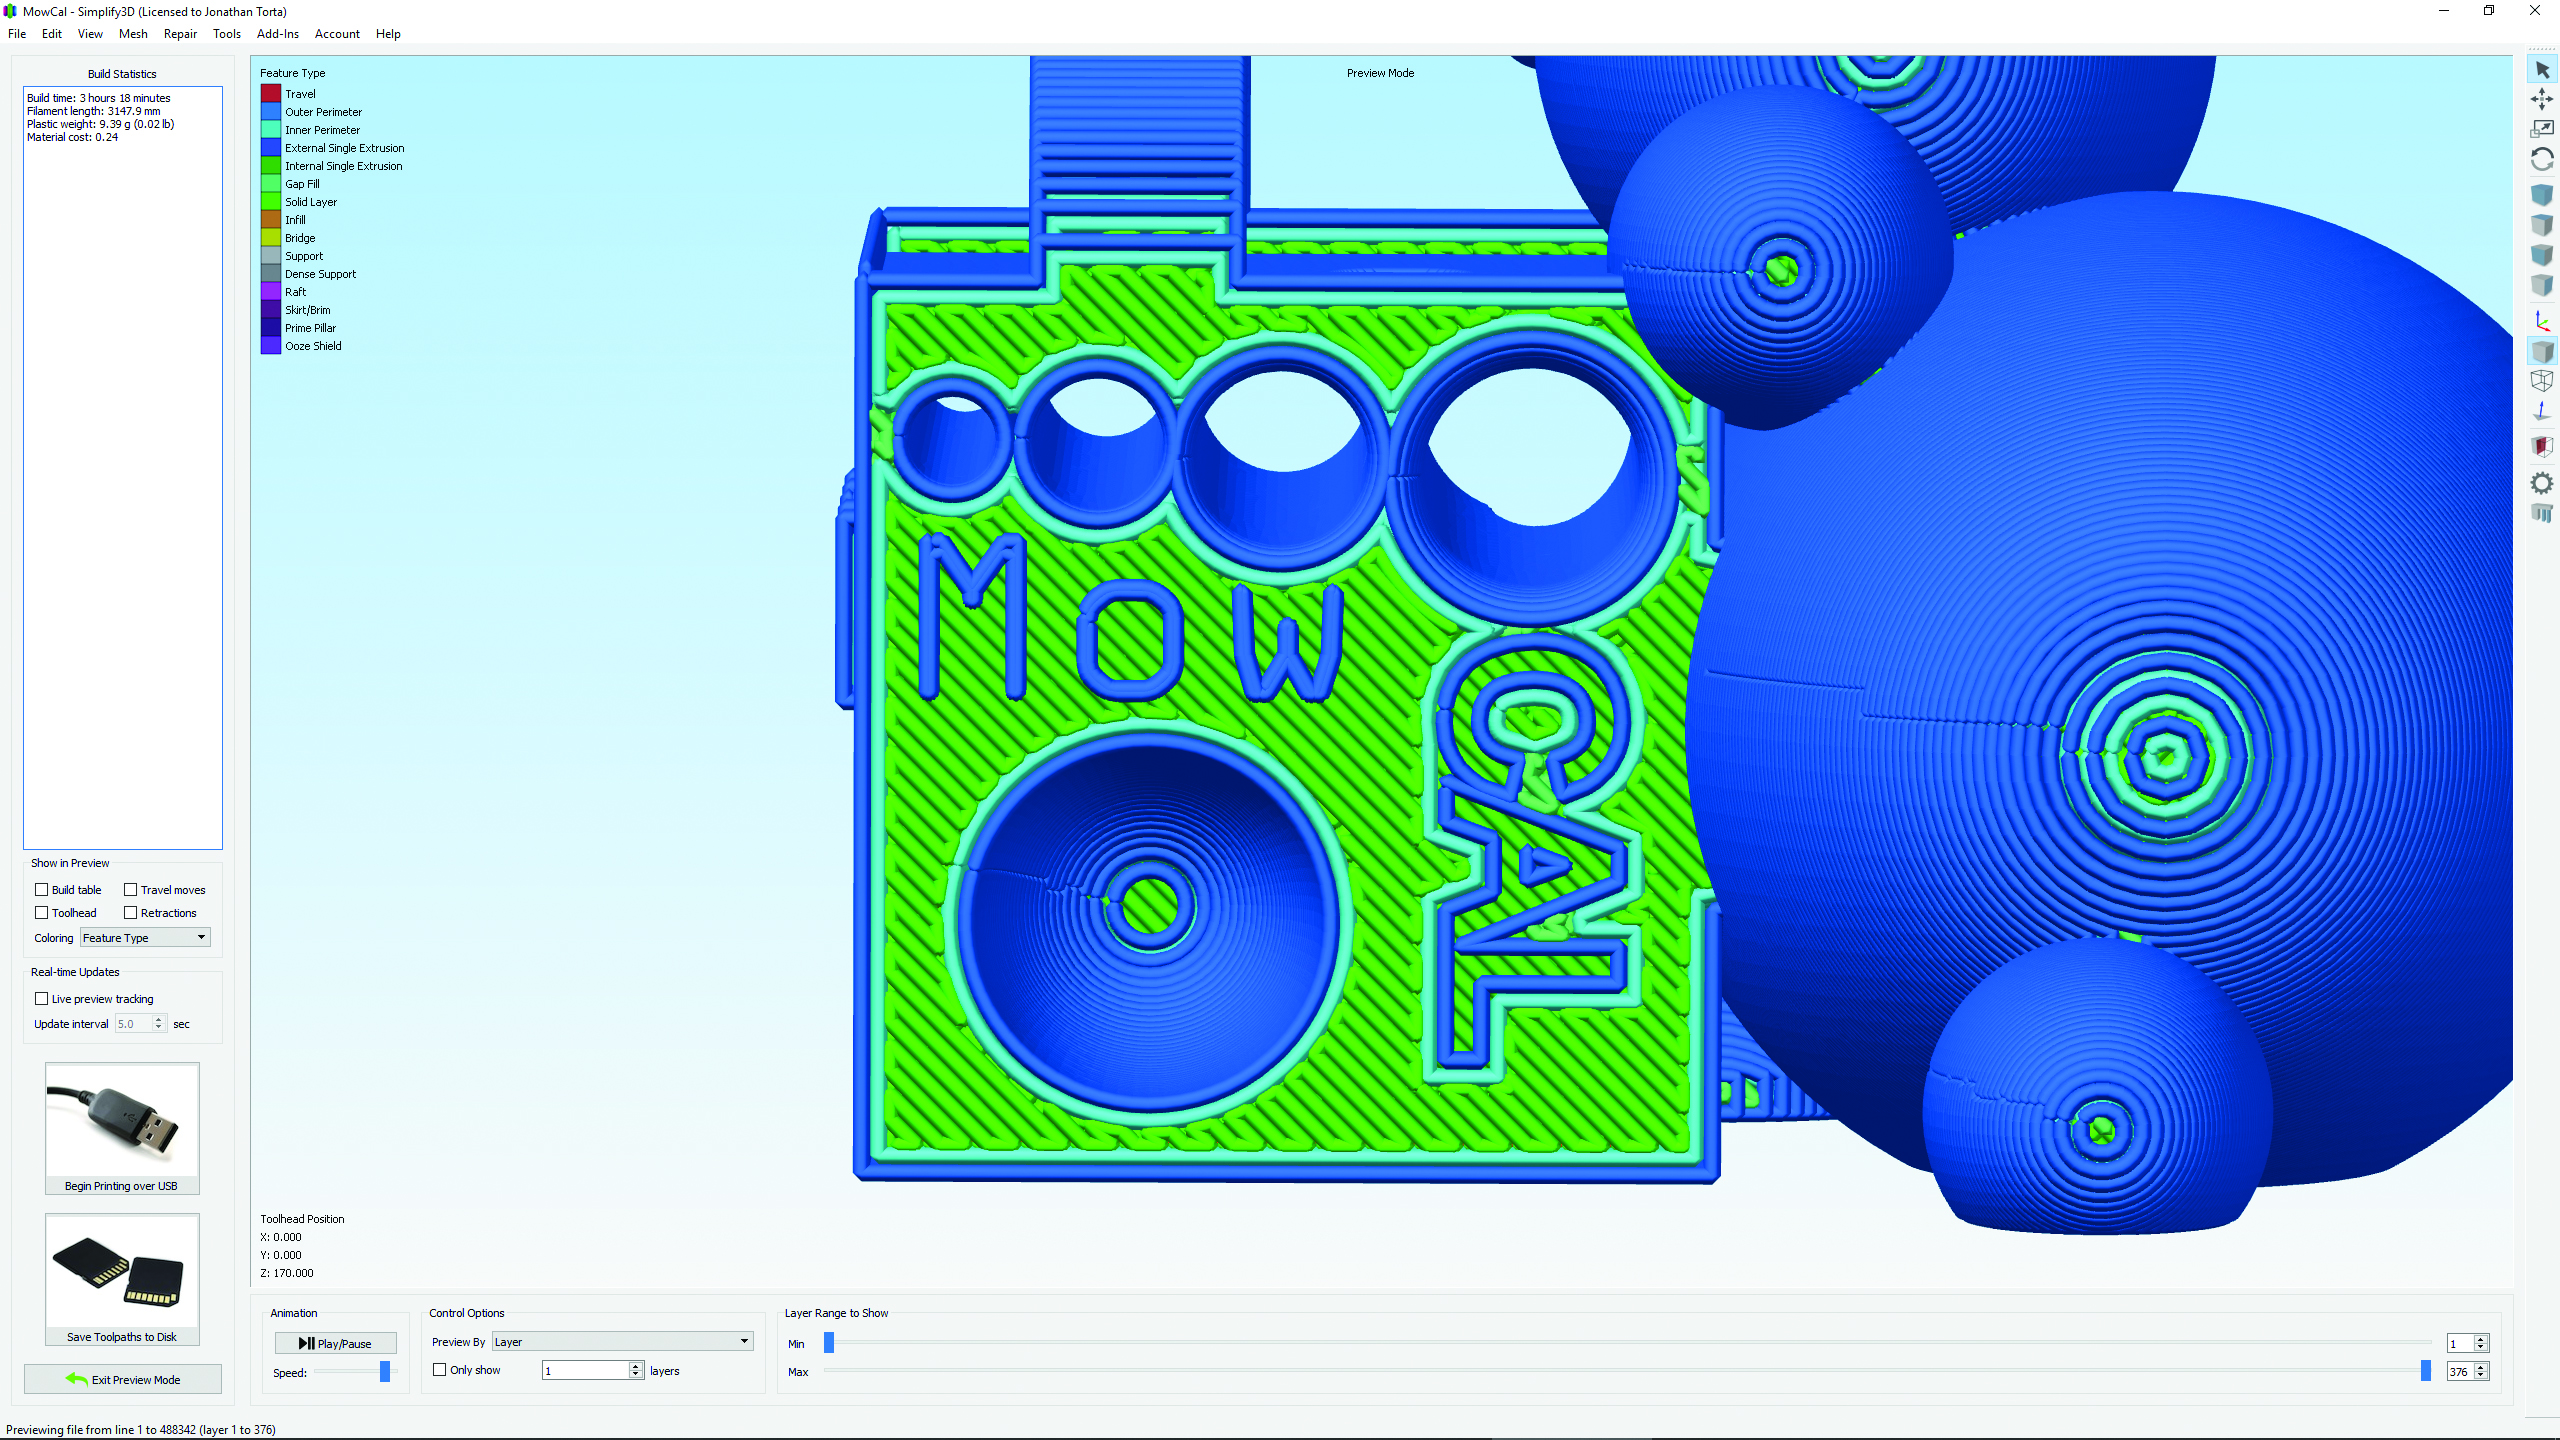 MowCal - Simplify3D (Licensed to Jonathan Torta)
File Edit View Mesh Repair Tools Add-Ins Account Help
Build Statistics
Build time: 3 hours 18 minutes
Filament length: 3147.9 mm
Plastic weight: 9.39 g (0.02 lb)
Material cost: 0.24
Show in Preview
Build table Travel moves
Toolhead Retractions
Coloring Feature Type
Real-time Updates
Live preview tracking
Update interval 5.0 sec
Begin Printing over USB
Save Toolpaths to Disk
Exit Preview Mode
Feature Type
Travel
Outer Perimeter
Inner Perimeter
External Single Extrusion
Internal Single Extrusion
Gap Fill
Solid Layer
Infill
Bridge
Support
Dense Support
Raft
Skirt/Brim
Prime Pillar
Ooze Shield
Preview Mode
Mow
CAL
Toolhead Position
X: 0.000
Y: 0.000
Z: 170.000
Animation
Play/Pause
Speed:
Control Options
Preview By Layer
Only show 1 layers
Layer Range to Show
Min 1
Max 376
Previewing file from line 1 to 488342 (layer 1 to 376)